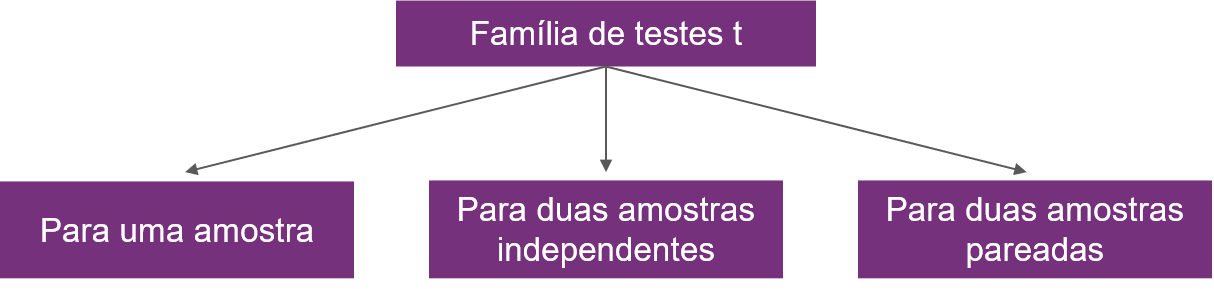 Família de testes t
Para uma amostra
Para duas amostras
independentes
Para duas amostras
pareadas